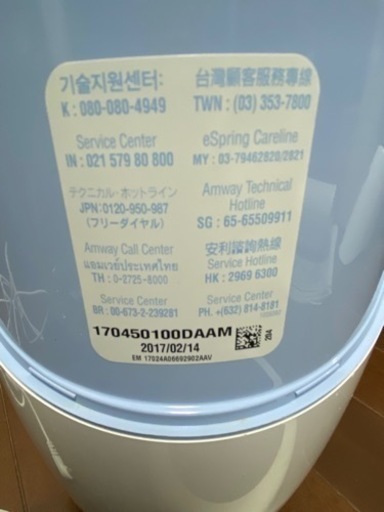 기술지원센터:
K : 080-080-4949
台灣顧客服務專線
TWN : (03) 353-7800
Service Center
IN : 021 579 80 800
eSpring Careline
MY : 03-79462820/2821
テクニカル・ホットライン
JPN:0120-950-987
(フリーダイヤル)
Amway Technical
Hotline
SG : 65-65509911
Amway Call Center
แอมเวย์ประเทศไทย
TH : 0-2725-8000
安利諮詢熱線
Service Hotline
HK : 2969 6300
Service Center
BR : 00-673-2-239281
Service Center
PH. : +(632) 814-8181
170450100DAAM
2017/02/14
EM 17024A06692902AAV
204